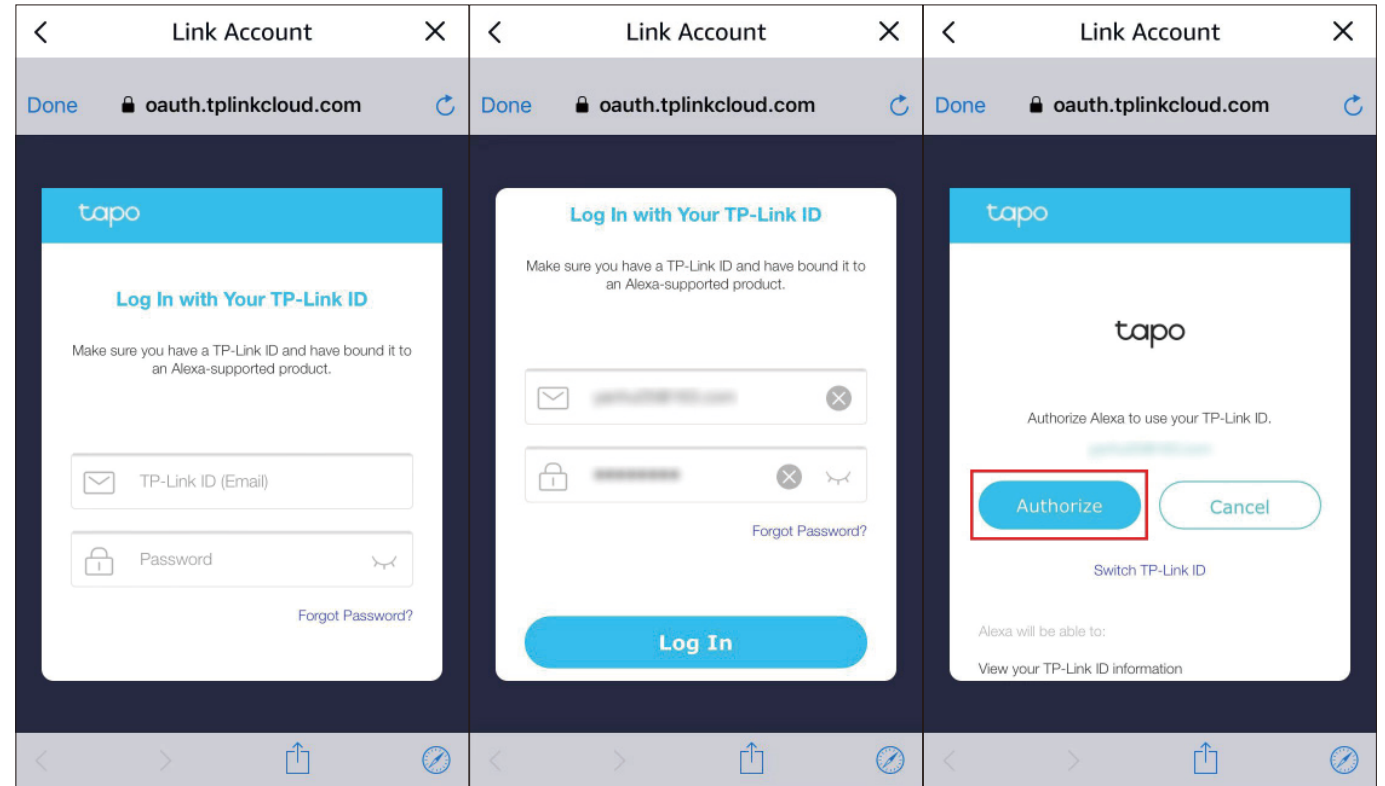 Link Account
Done oauth.tplinkcloud.com
tapo
Log In with Your TP-Link ID
Make sure you have a TP-Link ID and have bound it to
an Alexa-supported product.
TP-Link ID (Email)
Password
Forgot Password?
Link Account
Done oauth.tplinkcloud.com
Log In with Your TP-Link ID
Make sure you have a TP-Link ID and have bound it to
an Alexa-supported product.
Forgot Password?
Log In
Link Account
Done oauth.tplinkcloud.com
tapo
tapo
Authorize Alexa to use your TP-Link ID.
Authorize Cancel
Switch TP-Link ID
Alexa will be able to:
View your TP-Link ID information